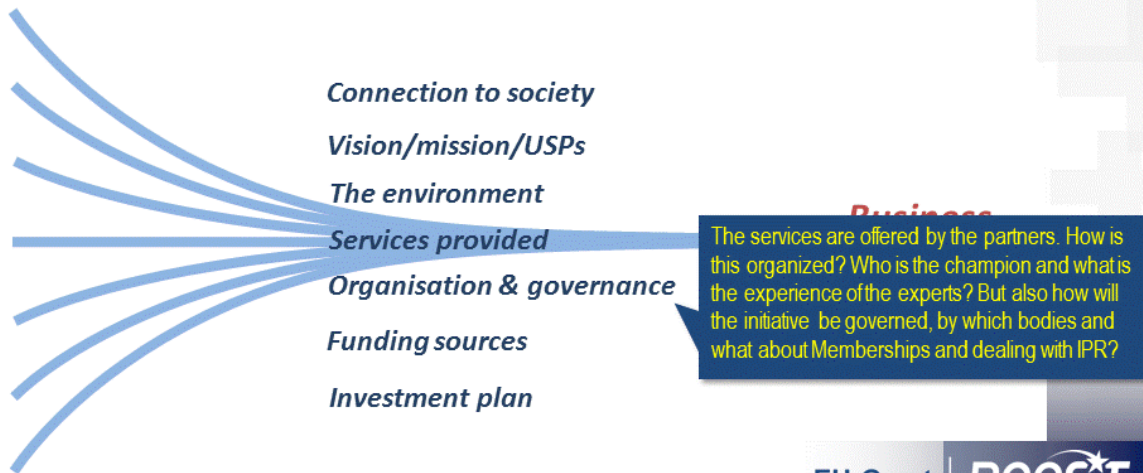 Connection to society
Vision/mission/USPs
The environment
Business
Services provided
Organisation & governance
Funding sources
Investment plan
The services are offered by the partners. How is
this organized? Who is the champion and what is
the experience of the experts? But also how will
the initiative be governed, by which bodies and
what about Memberships and dealing with IPR?